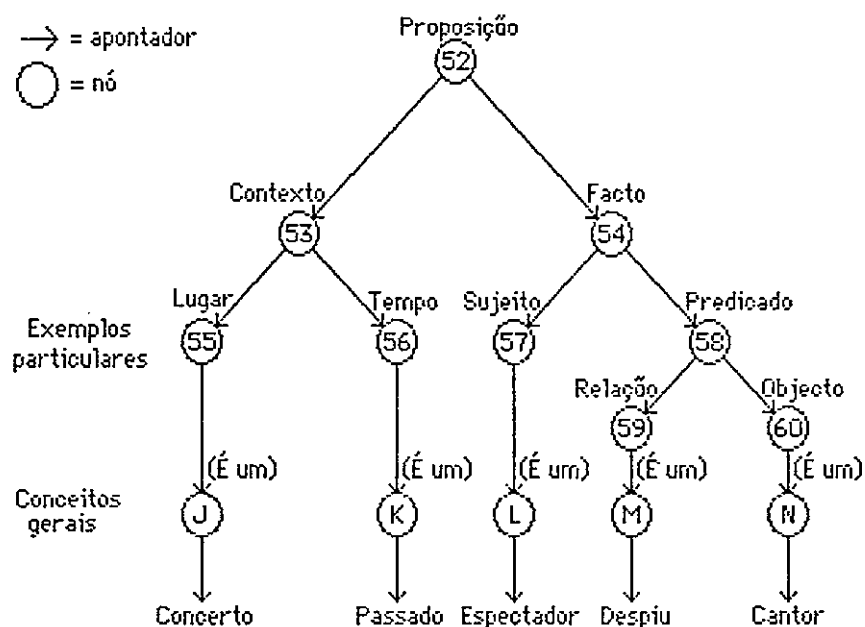 Proposição
→ = apontador
52
= nó
Contexto
Facto
53
54
Lugar
Tempo
Sujeito
Predicado
Exemplos
particulares
55
56
57
58
Relação
Objecto
59
60
(É um)
(É um)
(É um)
(É um)
(É um)
Conceitos
gerais
J
K
L
M
N
Concerto
Passado
Espectador
Despiu
Cantor